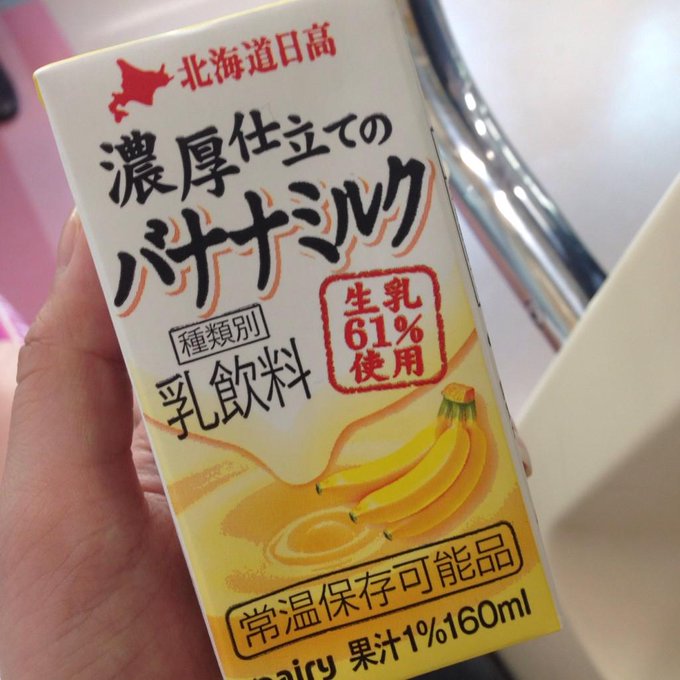 北海道日高
濃厚仕立ての
バナナミルク
生乳
61%
使用
種類別
乳飲料
常温保存可能品
Dairy 果汁1%160ml